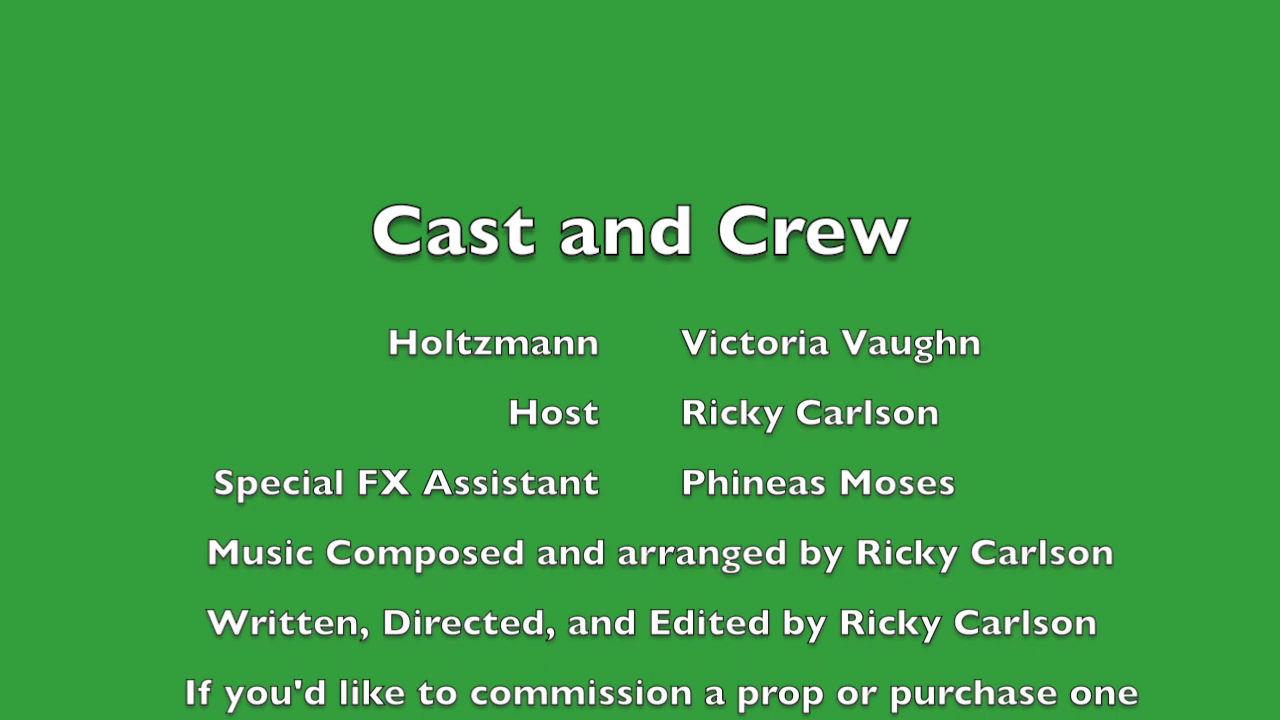 Cast and Crew
Holtzmann Victoria Vaughn
Host Ricky Carlson
Special FX Assistant Phineas Moses
Music Composed and arranged by Ricky Carlson
Written, Directed, and Edited by Ricky Carlson
If you'd like to commission a prop or purchase one